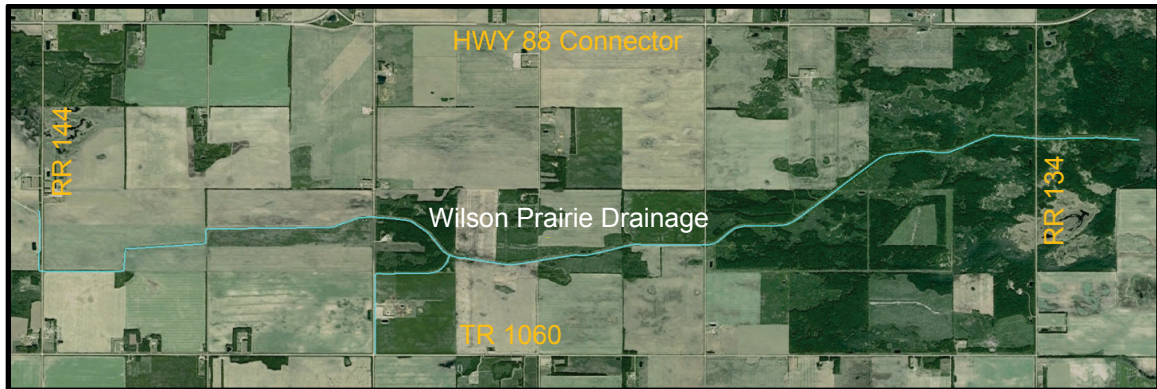 HWY 88 Connector
RR 144
Wilson Prairie Drainage
RR 134
TR 1060